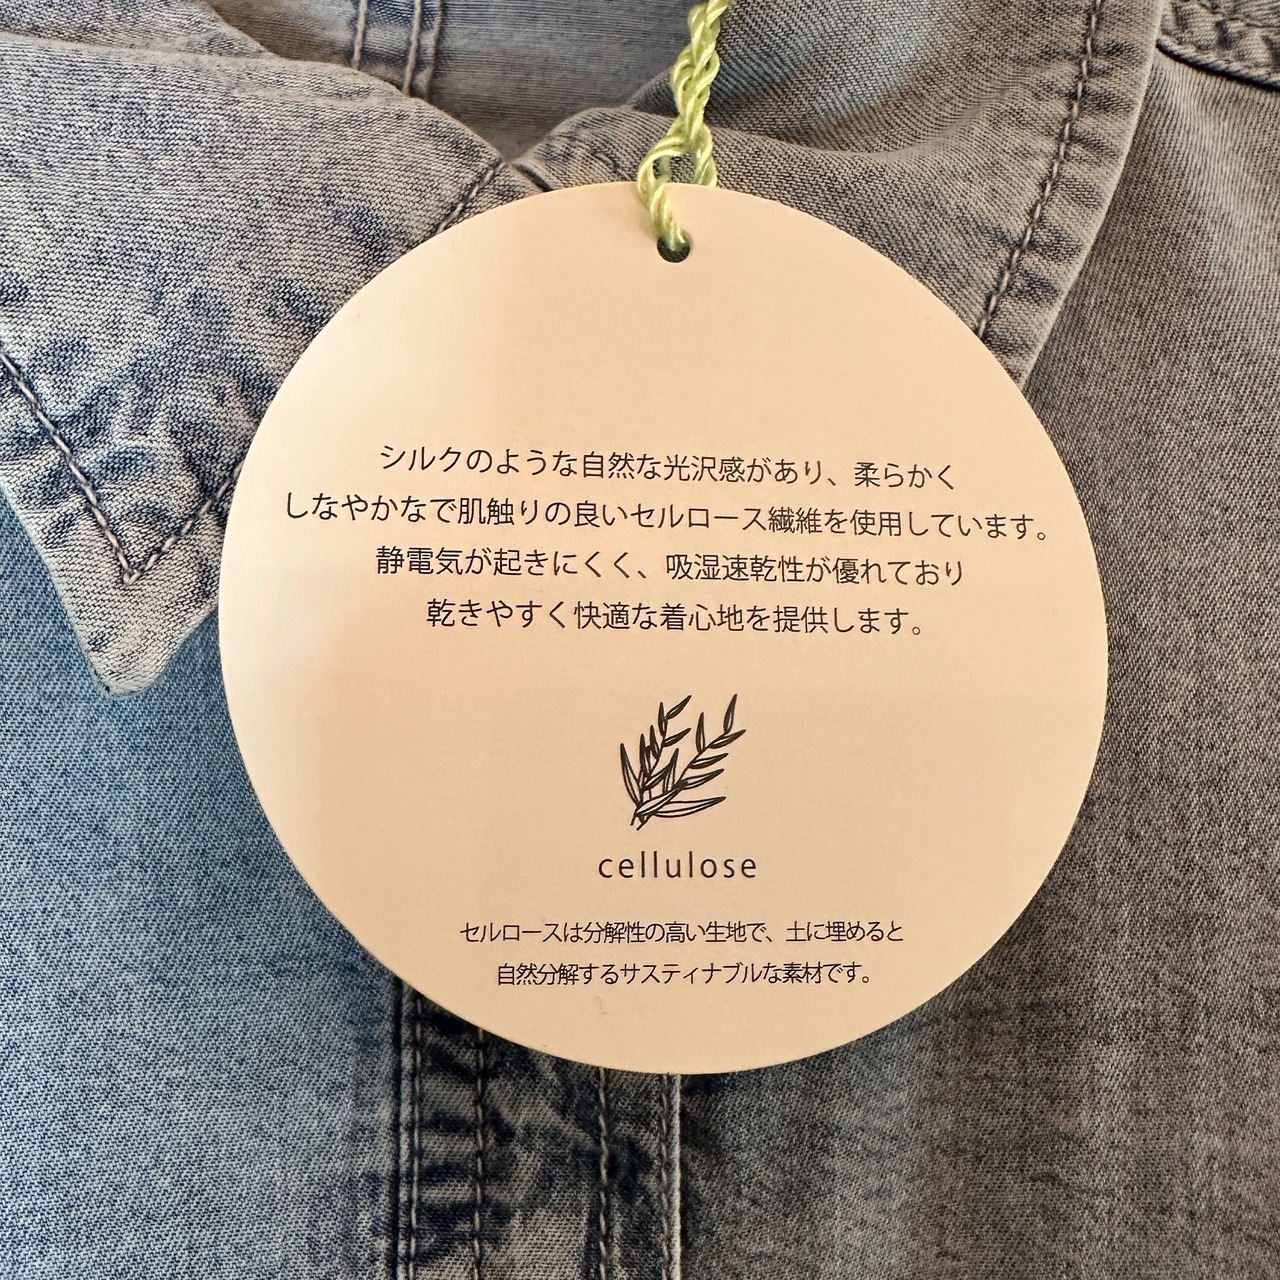 シルクのような自然な光沢感があり、柔らかく
しなやかなで肌触りの良いセルロース繊維を使用しています。
静電気が起きにくく、吸湿速乾性が優れており
乾きやすく快適な着心地を提供します。
cellulose
セルロースは分解性の高い生地で、土に埋めると
自然分解するサスティナブルな素材です。